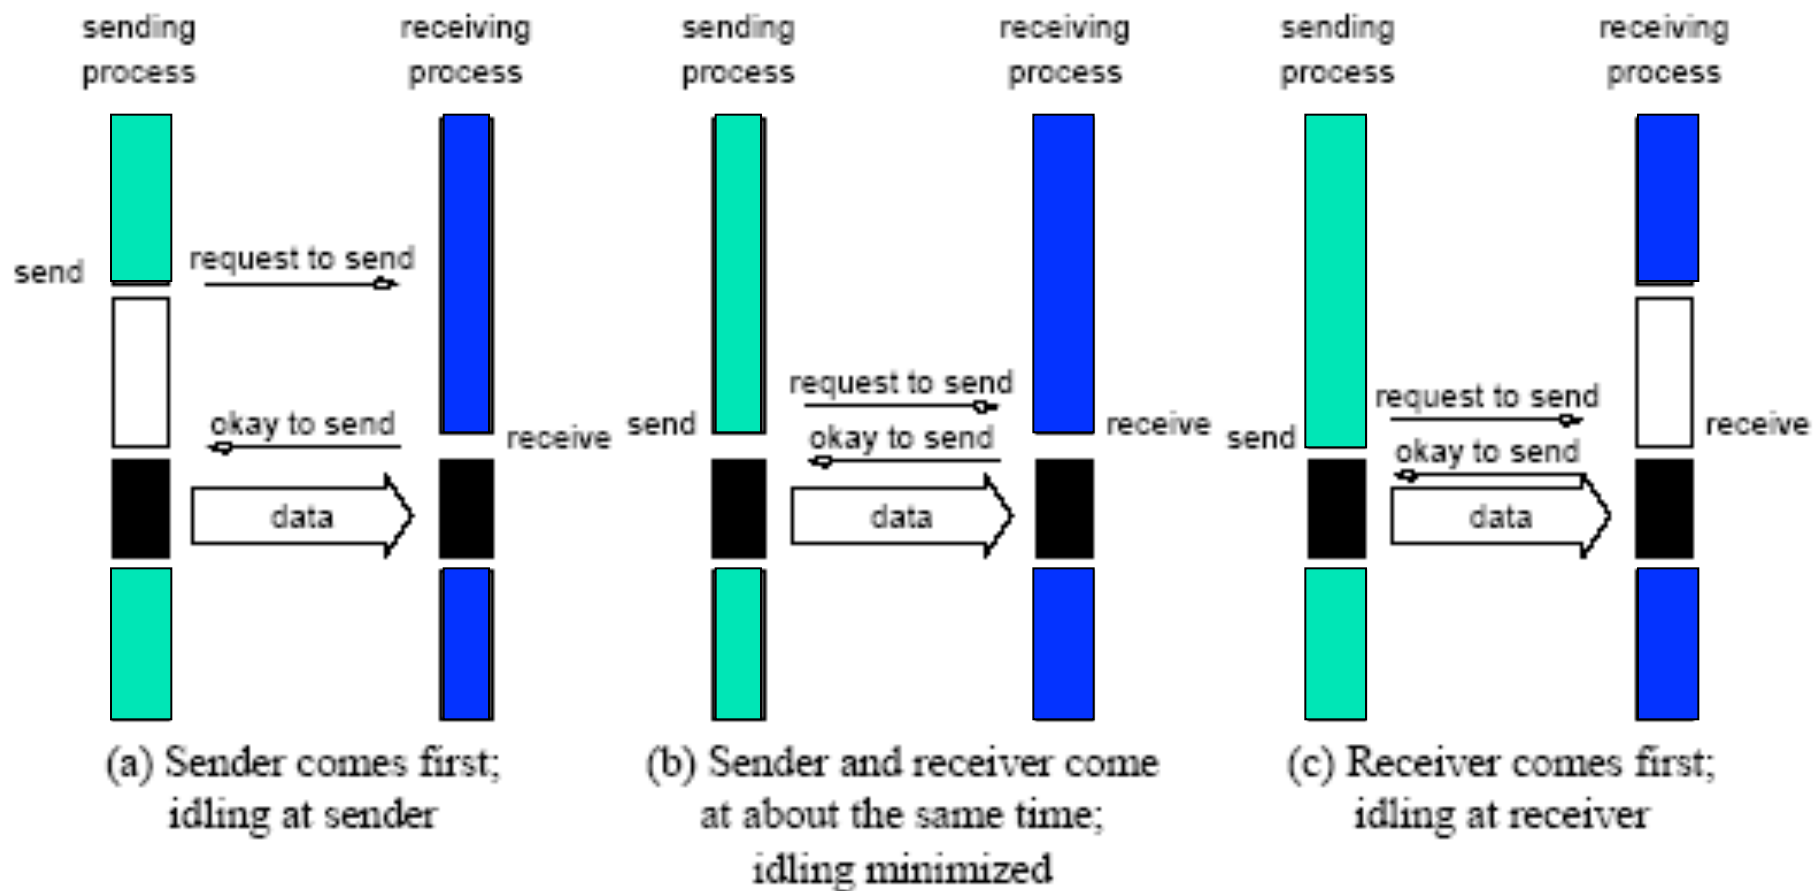 sending
process
receiving
process
send
request to send
okay to send
receive
data
(a) Sender comes first;
idling at sender
sending
process
receiving
process
request to send
send
okay to send
receive
data
(b) Sender and receiver come
at about the same time;
idling minimized
sending
process
receiving
process
request to send
send
okay to send
receive
data
(c) Receiver comes first;
idling at receiver